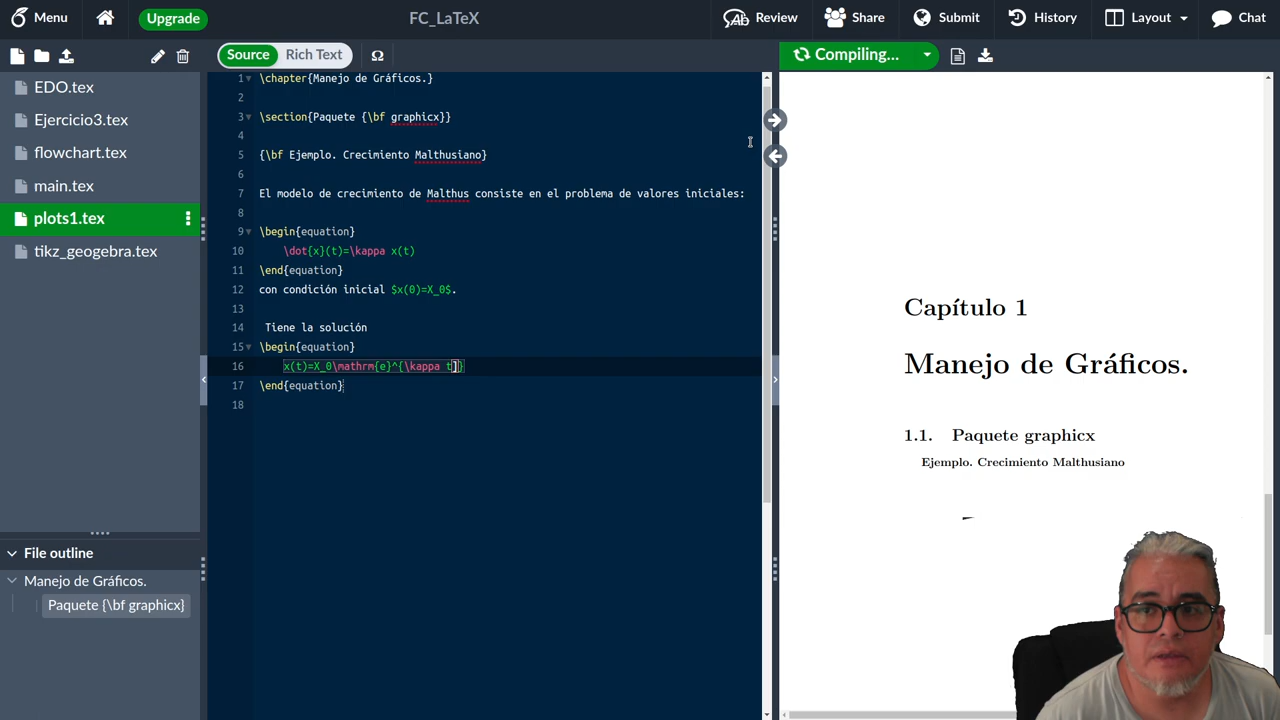 Menu
Upgrade
FC_LaTeX
Review
Share
Submit
History
Layout
Chat
Source
Rich Text
Ω
Compiling...
EDO.tex
Ejercicio3.tex
flowchart.tex
main.tex
plots1.tex
tikz_geogebra.tex
File outline
Manejo de Gráficos.
Paquete {\bf graphicx}
1 \chapter{Manejo de Gráficos.}
2
3 \section{Paquete {\bf graphicx}}
4
5 {\bf Ejemplo. Crecimiento Malthusiano}
6
7 El modelo de crecimiento de Malthus consiste en el problema de valores iniciales:
8
9 \begin{equation}
10 \dot{x}(t)=\kappa x(t)
11 \end{equation}
12 con condición inicial $x(0)=X_0$.
13
14 Tiene la solución
15 \begin{equation}
16 x(t)=X_0\mathrm{e}^{\kappa t]}
17 \end{equation}
18
Capítulo 1
Manejo de Gráficos.
1.1. Paquete graphicx
Ejemplo. Crecimiento Malthusiano